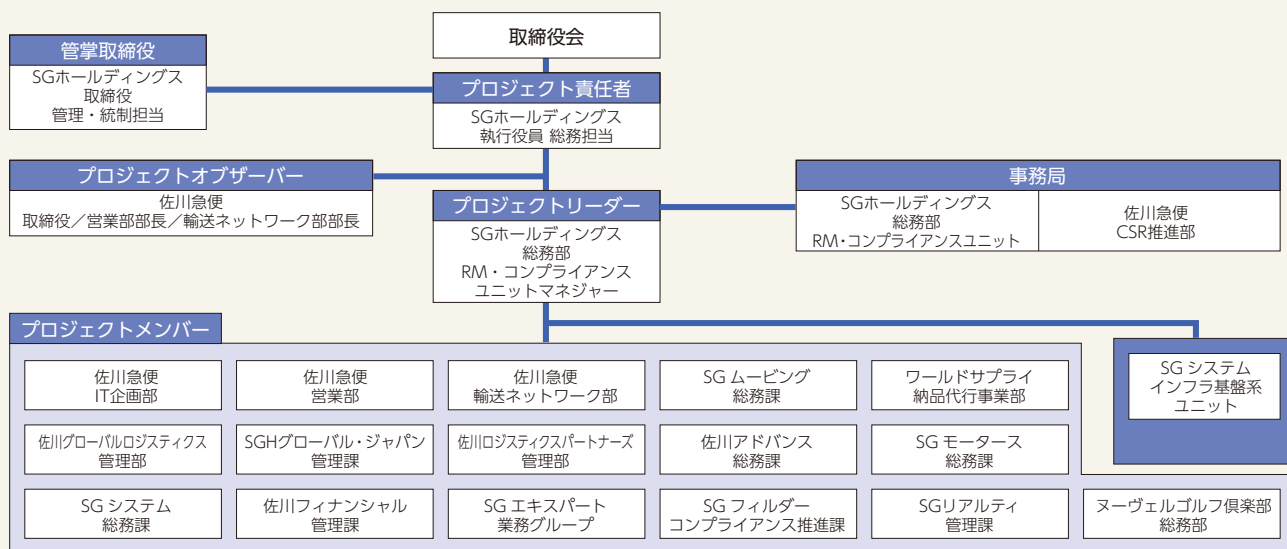 取締役会
管掌取締役
SGホールディングス
取締役
管理・統制担当
プロジェクト責任者
SGホールディングス
執行役員 総務担当
プロジェクトオブザーバー
佐川急便
取締役／営業部部長／輸送ネットワーク部部長
プロジェクトリーダー
SGホールディングス
総務部
RM・コンプライアンス
ユニットマネジャー
事務局
SGホールディングス
総務部
RM・コンプライアンスユニット
佐川急便
CSR推進部
プロジェクトメンバー
佐川急便
IT企画部
佐川急便
営業部
佐川急便
輸送ネットワーク部
SG ムービング
総務課
ワールドサプライ
納品代行事業部
SG システム
インフラ基盤系
ユニット
佐川グローバルロジスティクス
管理部
SGHグローバル・ジャパン
管理課
佐川ロジスティクスパートナーズ
管理部
佐川アドバンス
総務課
SG モータース
総務課
SG システム
総務課
佐川フィナンシャル
管理課
SG エキスパート
業務グループ
SG フィルダー
コンプライアンス推進課
SGリアルティ
管理課
ヌーヴェルゴルフ倶楽部
総務部